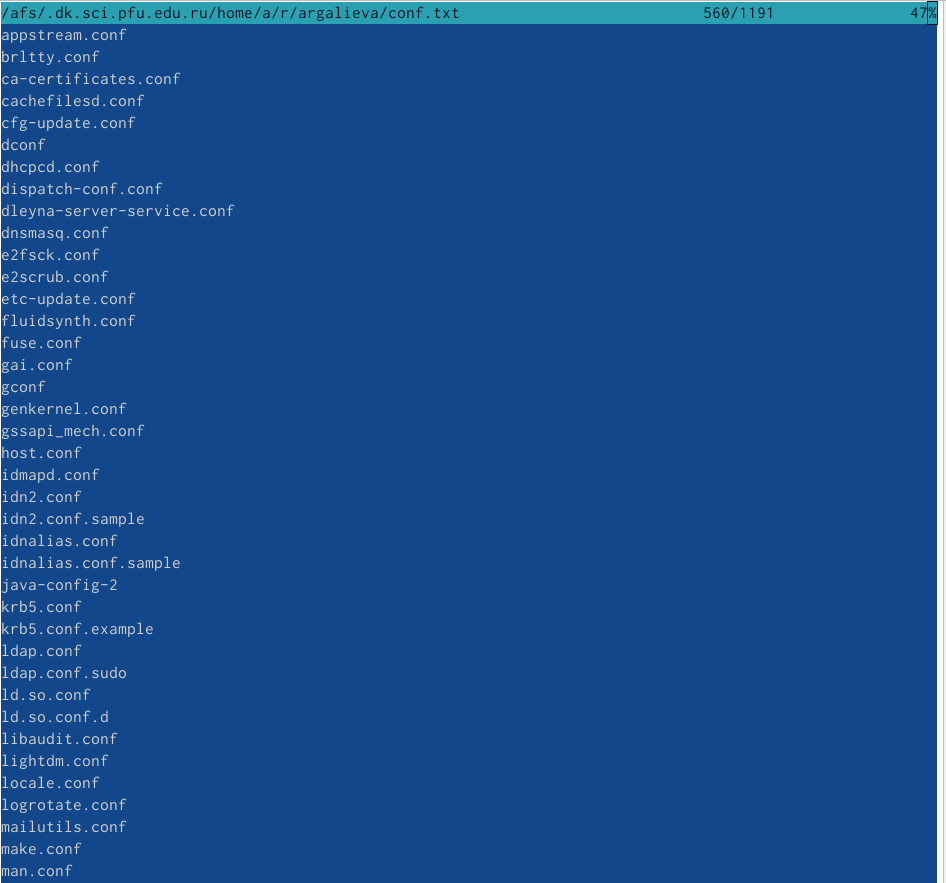 /afs/.dk.sci.pfu.edu.ru/home/a/r/argalieva/conf.txt 560/1191 47%
appstream.conf
brltty.conf
ca-certificates.conf
cachefilesd.conf
cfg-update.conf
dconf
dhcpcd.conf
dispatch-conf.conf
dleyna-server-service.conf
dnsmasq.conf
e2fsck.conf
e2scrub.conf
etc-update.conf
fluidsynth.conf
fuse.conf
gai.conf
gconf
genkernel.conf
gssapi_mech.conf
host.conf
idmapd.conf
idn2.conf
idn2.conf.sample
idnalias.conf
idnalias.conf.sample
java-config-2
krb5.conf
krb5.conf.example
ldap.conf
ldap.conf.sudo
ld.so.conf
ld.so.conf.d
libaudit.conf
lightdm.conf
locale.conf
logrotate.conf
mailutils.conf
make.conf
man.conf